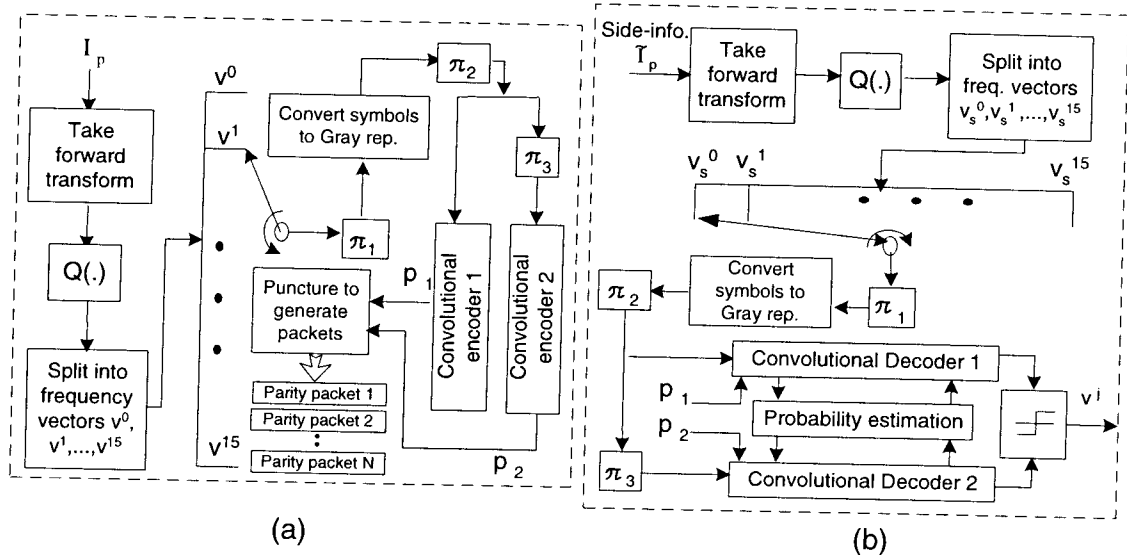 I_p
Take
forward
transform
Q(.)
Split into
frequency
vectors v^0,
v^1,...,v^15
v^0
v^1
v^15
π_1
Convert symbols
to Gray rep.
π_2
π_3
Convolutional
encoder 1
Convolutional
encoder 2
p_1
p_2
Puncture to
generate
packets
Parity packet 1
Parity packet 2
Parity packet N
(a)
Side-info.
Ĩ_p
Take
forward
transform
Q(.)
Split into
freq. vectors
v_s^0,v_s^1,...,v_s^15
v_s^0
v_s^1
v_s^15
π_1
Convert
symbols to
Gray rep.
π_2
π_3
Convolutional Decoder 1
p_1
Probability estimation
p_2
Convolutional Decoder 2
v^j
(b)